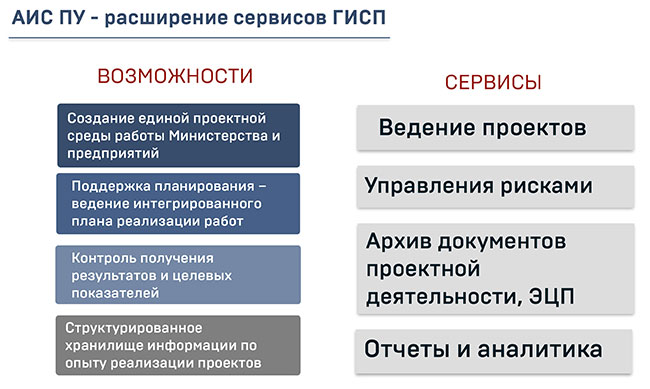 АИС ПУ - расширение сервисов ГИСП
ВОЗМОЖНОСТИ
Создание единой проектной
среды работы Министерства и
предприятий
Поддержка планирования –
ведение интегрированного
плана реализации работ
Контроль получения
результатов и целевых
показателей
Структурированное
хранилище информации по
опыту реализации проектов
СЕРВИСЫ
Ведение проектов
Управления рисками
Архив документов
проектной
деятельности, ЭЦП
Отчеты и аналитика